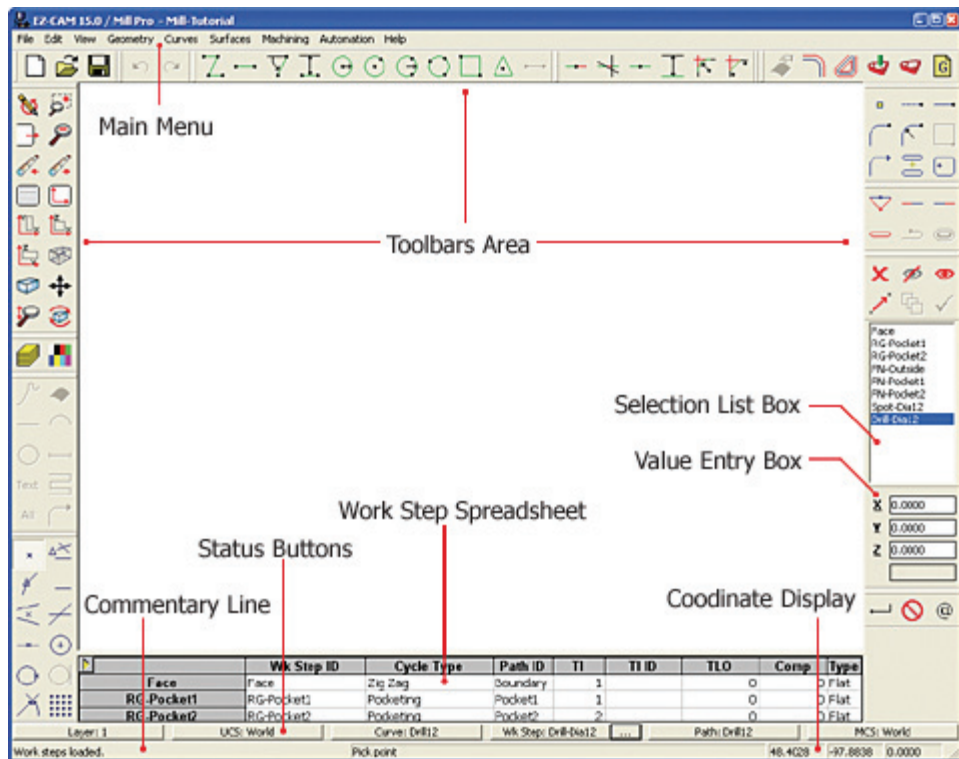 EZ-CAM 15.0 / Mill Pro - Mill-Tutorial
File Edit View Geometry Curves Surfaces Machining Automation Help
G
Main Menu
Toolbars Area
Face
RG-Pocket1
RG-Pocket2
FN-Outside
FN-Pocket1
FN-Pocket2
Spot-Dia12
Drill-Dia12
Selection List Box
Value Entry Box
X 0.0000
Y 0.0000
Z 0.0000
Text
All
Work Step Spreadsheet
Status Buttons
Commentary Line
Coodinate Display
@
Wk Step ID Cycle Type Path ID Tl Tl ID TLO Comp Type
Face Face Zig Zag Boundary 1 0 0 Flat
RG-Pocket1 RG-Pocket1 Pocketing Pocket1 1 0 0 Flat
RG-Pocket2 RG-Pocket2 Pocketing Pocket2 2 0 0 Flat
Layer: 1 UCS: World Curve: Drill12 Wk Step: Drill-Dia12 ... Path: Drill12 MCS: World
Work steps loaded. Pick point 48.4028 -97.8838 0.0000